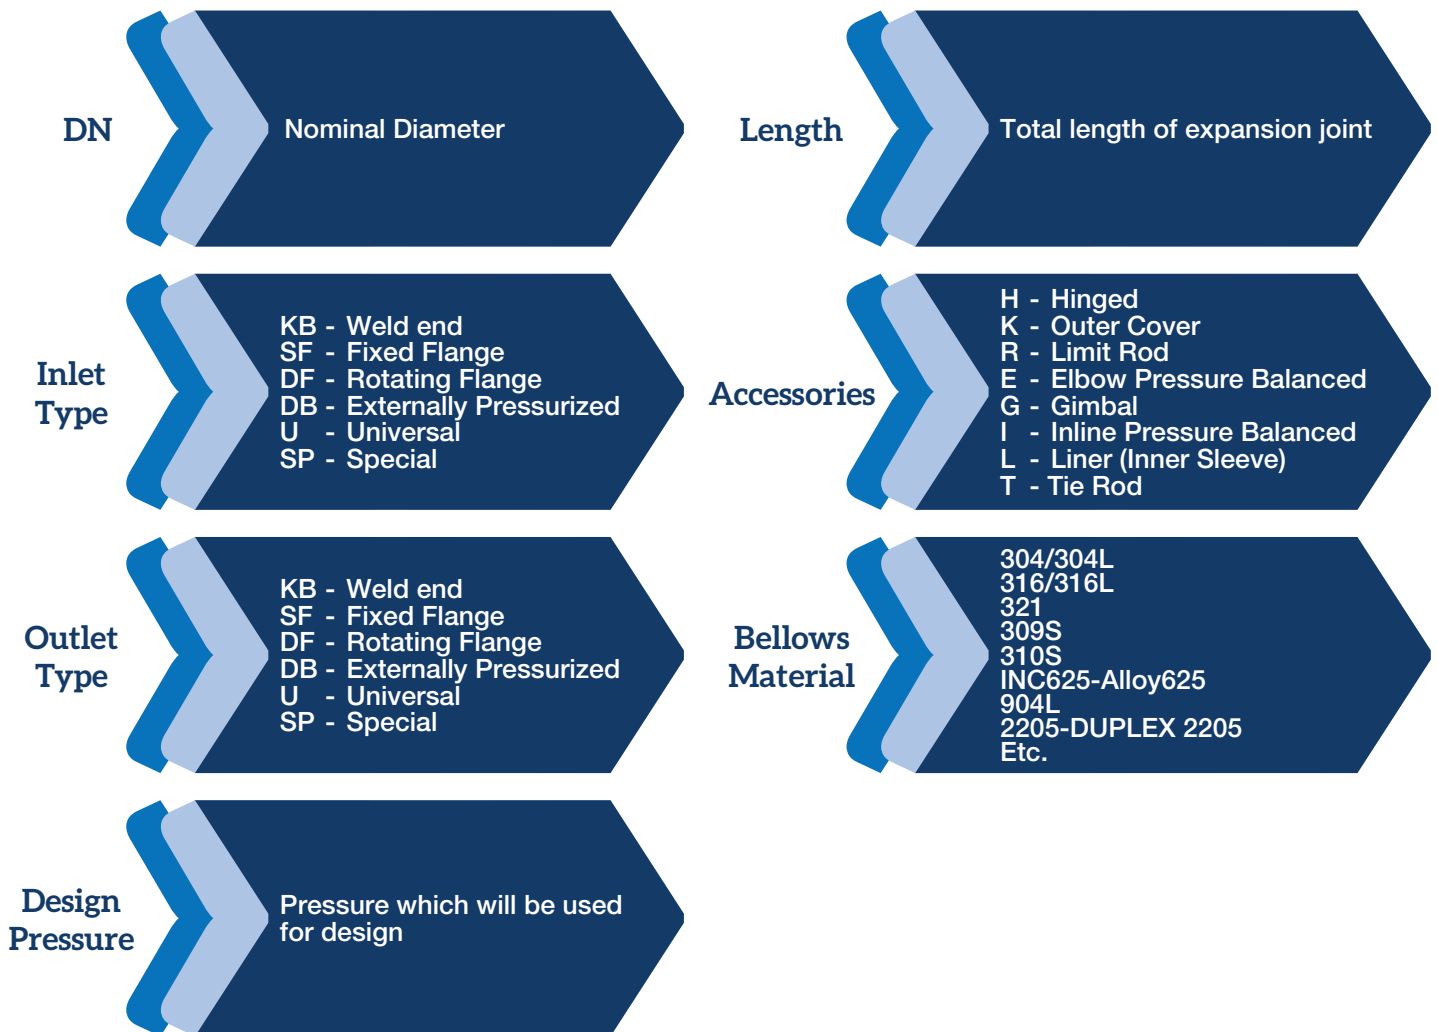 DN
Nominal Diameter
Inlet
Type
KB - Weld end
SF - Fixed Flange
DF - Rotating Flange
DB - Externally Pressurized
U - Universal
SP - Special
Outlet
Type
KB - Weld end
SF - Fixed Flange
DF - Rotating Flange
DB - Externally Pressurized
U - Universal
SP - Special
Design
Pressure
Pressure which will be used
for design
Length
Total length of expansion joint
Accessories
H - Hinged
K - Outer Cover
R - Limit Rod
E - Elbow Pressure Balanced
G - Gimbal
I - Inline Pressure Balanced
L - Liner (Inner Sleeve)
T - Tie Rod
Bellows
Material
304/304L
316/316L
321
309S
310S
INC625-Alloy625
904L
2205-DUPLEX 2205
Etc.